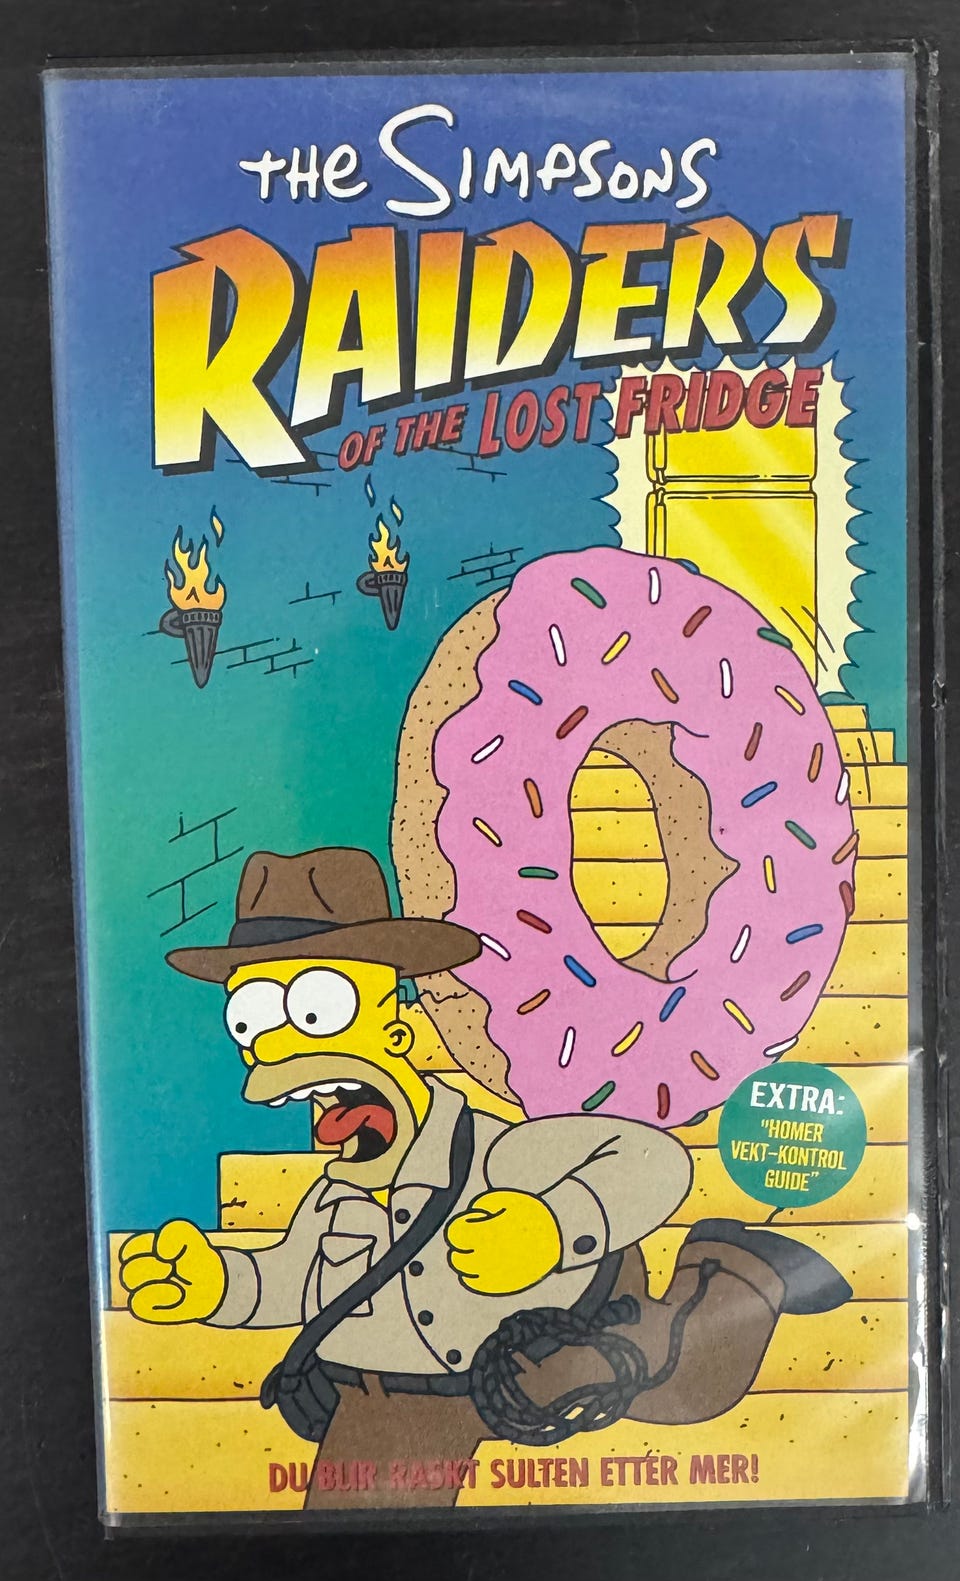 THE SIMPSONS
RAIDERS
OF THE LOST FRIDGE
EXTRA:
"HOMER
VEKT-KONTROL
GUIDE"
DU BLIR RASKT SULTEN ETTER MER!